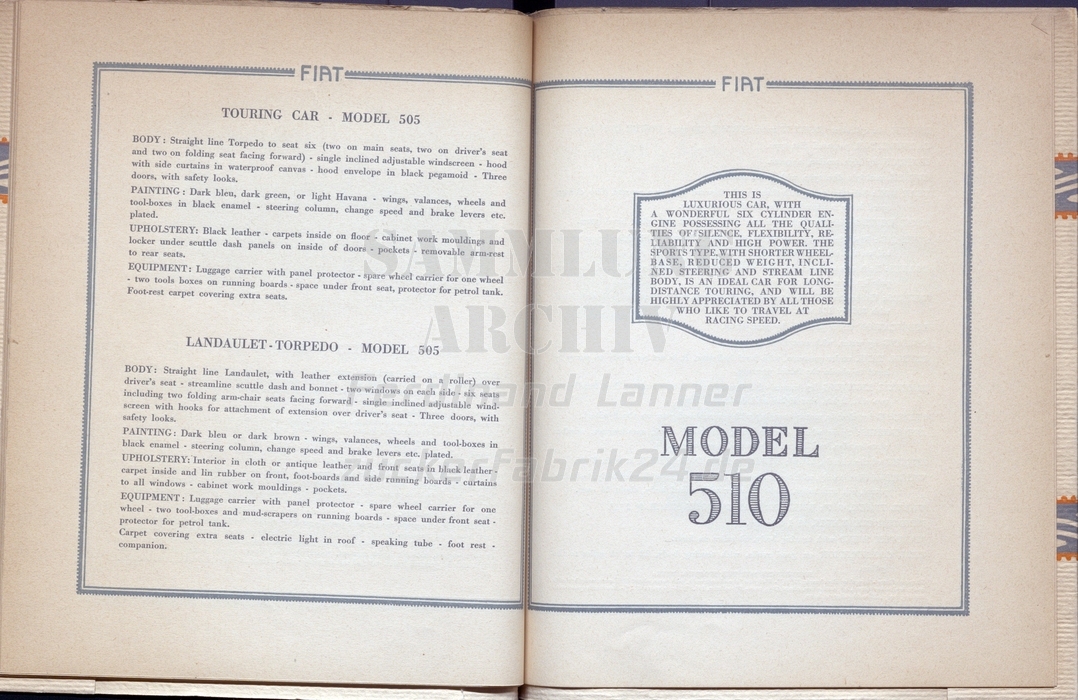 FIAT
TOURING CAR - MODEL 505
BODY : Straight line Torpedo to seat six (two on main seats, two on driver's seat
and two on folding seat facing forward) - single inclined adjustable windscreen - hood
with side curtains in waterproof canvas - hood envelope in black pegamoid - Three
doors, with safety looks.
PAINTING : Dark bleu, dark green, or light Havana - wings, valances, wheels and
tool-boxes in black enamel - steering column, change speed and brake levers etc.
plated.
UPHOLSTERY: Black leather - carpets inside on floor - cabinet work mouldings and
locker under scuttle dash panels on inside of doors - pockets - removable arm-rest
to rear seats.
EQUIPMENT : Luggage carrier with panel protector - spare wheel carrier for one wheel
- two tools boxes on running boards - space under front seat, protector for petrol tank.
Foot-rest carpet covering extra seats.
LANDAULET-TORPEDO - MODEL 505
BODY : Straight line Landaulet, with leather extension (carried on a roller) over
driver's seat - streamline scuttle dash and bonnet - two windows on each side - six seats
including two folding arm-chair seats facing forward - single inclined adjustable wind-
screen with hooks for attachment of extension over driver's seat - Three doors, with
safety looks.
PAINTING : Dark bleu or dark brown - wings, valances, wheels and tool-boxes in
black enamel - steering column, change speed and brake levers etc. plated.
UPHOLSTERY: Interior in cloth or antique leather and front seats in black leather -
carpet inside and lin rubber on front, foot-boards and side running boards - curtains
to all windows - cabinet work mouldings - pockets.
EQUIPMENT : Luggage carrier with panel protector - spare wheel carrier for one
wheel - two tool-boxes and mud-scrapers on running boards - space under front seat -
protector for petrol tank.
Carpet covering extra seats - electric light in roof - speaking tube - foot rest -
companion.
FIAT
THIS IS
LUXURIOUS CAR, WITH
A WONDERFUL SIX CYLINDER EN-
GINE POSSESSING ALL THE QUALI-
TIES OF SILENCE, FLEXIBILITY, RE-
LIABILITY AND HIGH POWER. THE
SPORTS TYPE, WITH SHORTER WHEEL-
BASE, REDUCED WEIGHT, INCLI-
NED STEERING AND STREAM LINE
BODY, IS AN IDEAL CAR FOR LONG-
DISTANCE TOURING, AND WILL BE
HIGHLY APPRECIATED BY ALL THOSE
WHO LIKE TO TRAVEL AT
RACING SPEED.
MODEL
510
SAMMLUNG
ARCHIV
Ferdinand Lanner
zuckerfabrik24.de